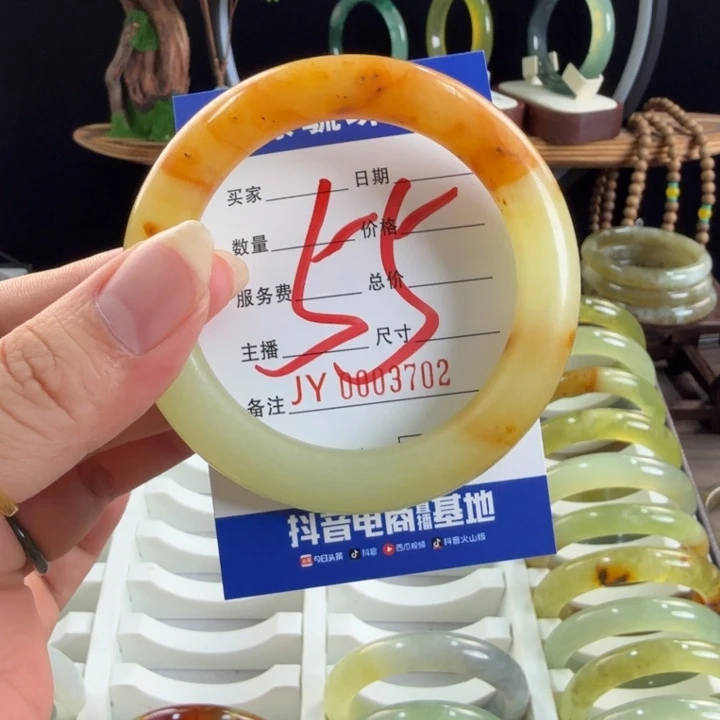 买家 日期
数量 价格
服务费 总价
主播 尺寸
JY 0003702
备注
55
抖音电商直播基地
今日头条 抖音 西瓜视频 抖音火山版